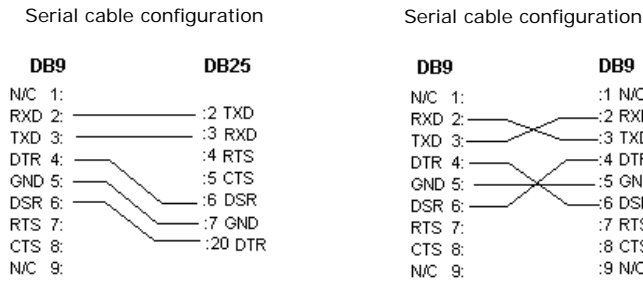 Serial cable configuration
DB9 DB25
N/C 1:
RXD 2: :2 TXD
TXD 3: :3 RXD
DTR 4: :4 RTS
GND 5: :5 CTS
DSR 6: :6 DSR
RTS 7: :7 GND
CTS 8: :20 DTR
N/C 9:
Serial cable configuration
DB9 DB9
N/C 1: :1 N/C
RXD 2: :2 RXD
TXD 3: :3 TXD
DTR 4: :4 DTR
GND 5: :5 GN
DSR 6: :6 DSR
RTS 7: :7 RTS
CTS 8: :8 CTS
N/C 9: :9 N/C